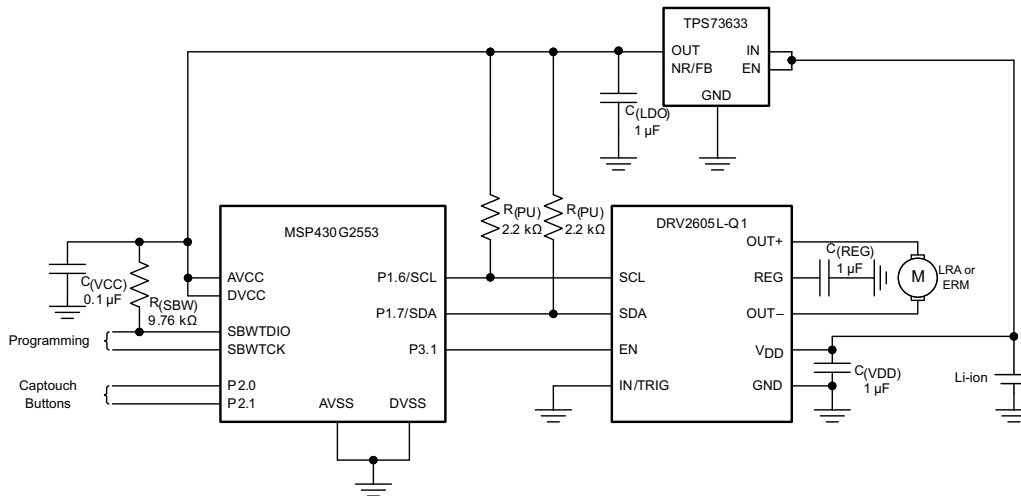 TPS73633
OUT
IN
NR/FB
EN
GND
C(LDO)
1 µF
R(PU)
2.2 kΩ
R(PU)
2.2 kΩ
MSP430G2553
DRV2605L-Q1
C(VCC)
0.1 µF
R(SBW)
9.76 kΩ
AVCC
DVCC
SBWTDIO
SBWTCK
P2.0
P2.1
AVSS
DVSS
P1.6/SCL
P1.7/SDA
P3.1
SCL
SDA
EN
IN/TRIG
OUT+
REG
OUT–
VDD
GND
C(REG)
1 µF
M
LRA or
ERM
C(VDD)
1 µF
Li-ion
Programming
Captouch
Buttons